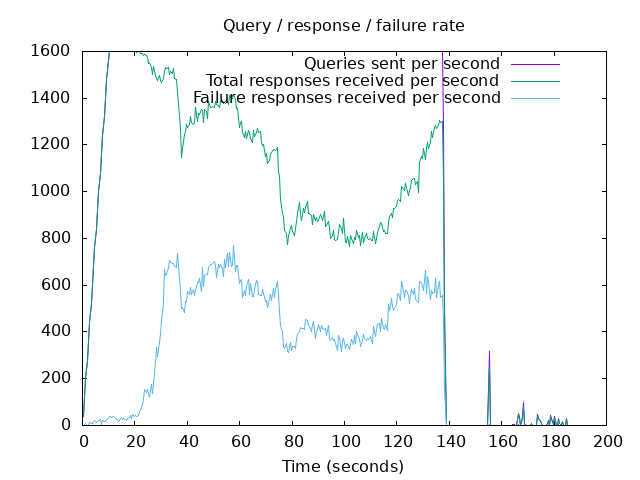 Query / response / failure rate
Queries sent per second
Total responses received per second
Failure responses received per second
1600
1400
1200
1000
800
600
400
200
0
0 20 40 60 80 100 120 140 160 180 200
Time (seconds)